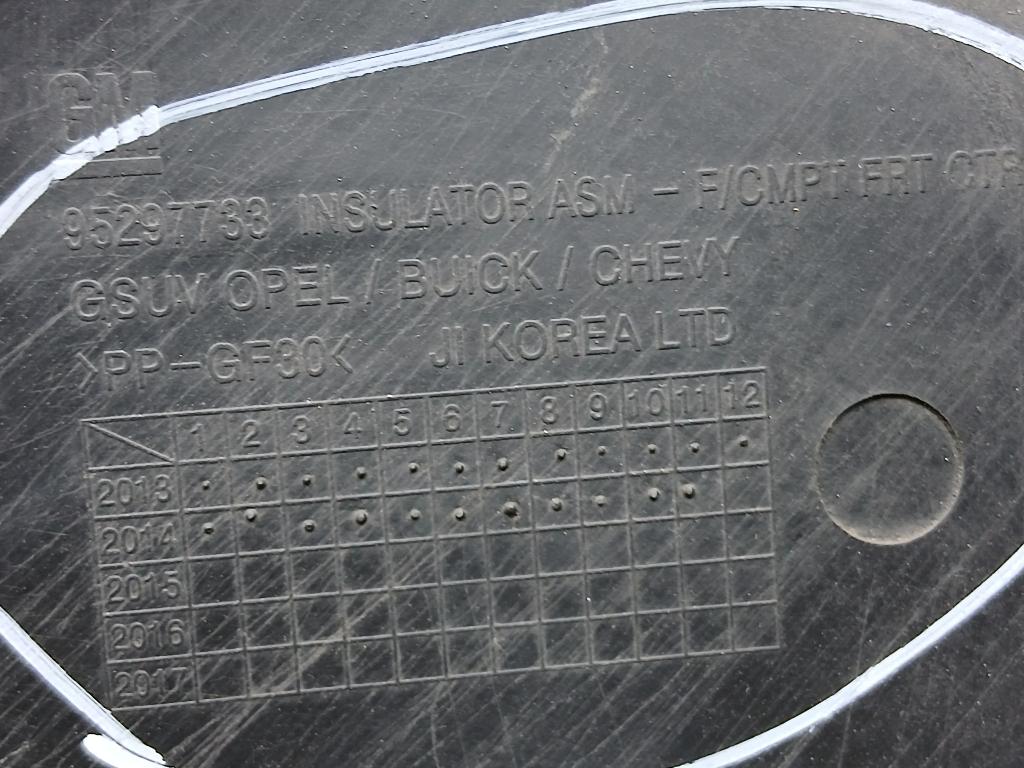 GM
95297733 INSULATOR ASM - F/CMPT FRT CTR
GSUV OPEL / BUICK / CHEVY
>PP-GF30< JI KOREA LTD
1 2 3 4 5 6 7 8 9 10 11 12
2013
2014
2015
2016
2017